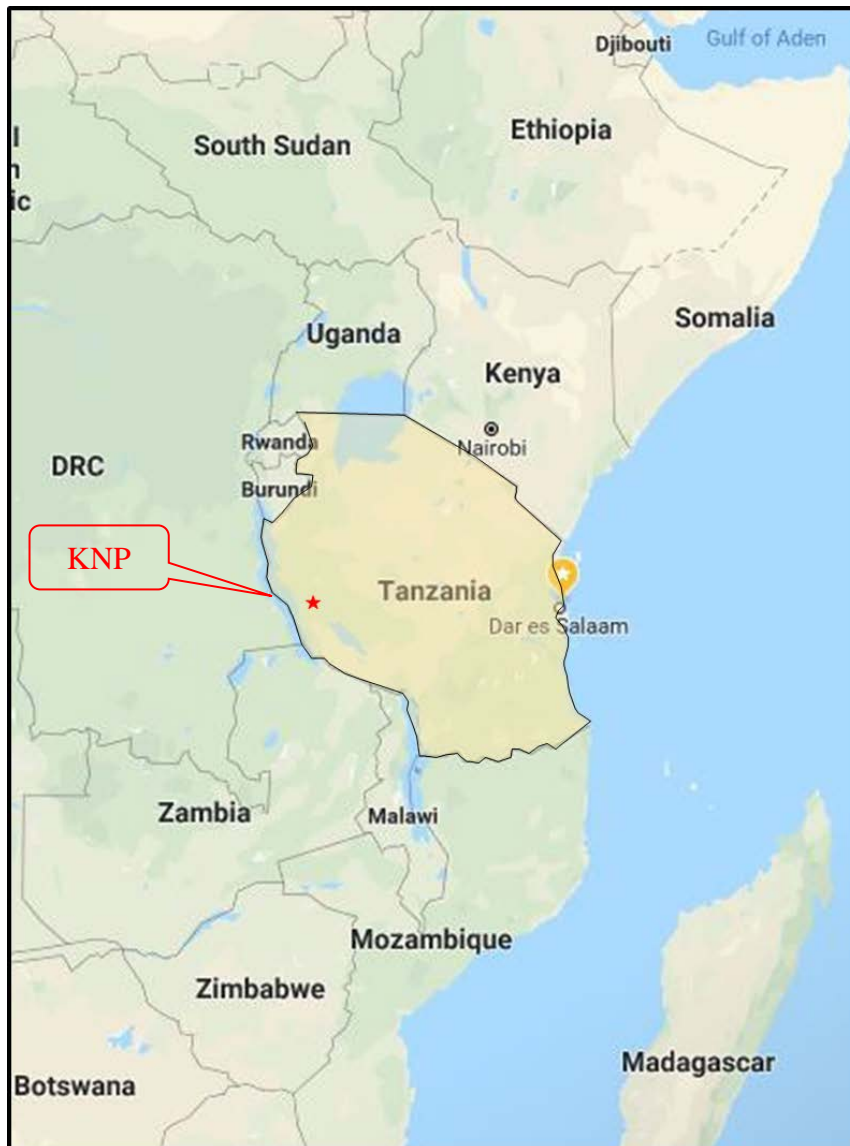 Djibouti
Gulf of Aden
l
n
ic
South Sudan
Ethiopia
Somalia
Uganda
Kenya
Nairobi
Rwanda
DRC
Burundi
KNP
Tanzania
Dar es Salaam
Zambia
Malawi
Mozambique
Zimbabwe
Madagascar
Botswana